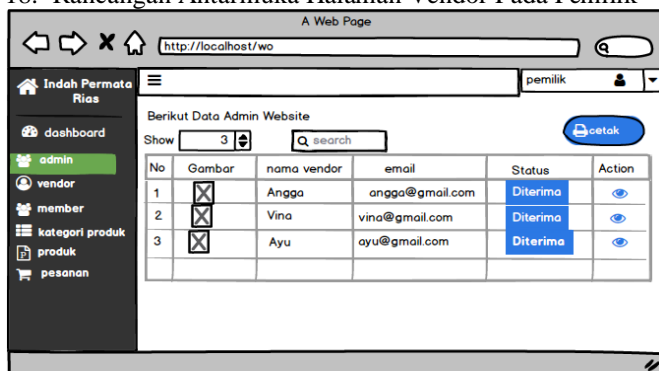 18. Rancangan Antarmuka Halaman Vendor Pada Pemilik
A Web Page
http://localhost/wo
Indah Permata
Rias
pemilik
dashboard
admin
vendor
member
kategori produk
produk
pesanan
Berikut Data Admin Website
Show 3 search cetak
No Gambar nama vendor email Status Action
1 Angga angga@gmail.com Diterima
2 Vina vina@gmail.com Diterima
3 Ayu ayu@gmail.com Diterima